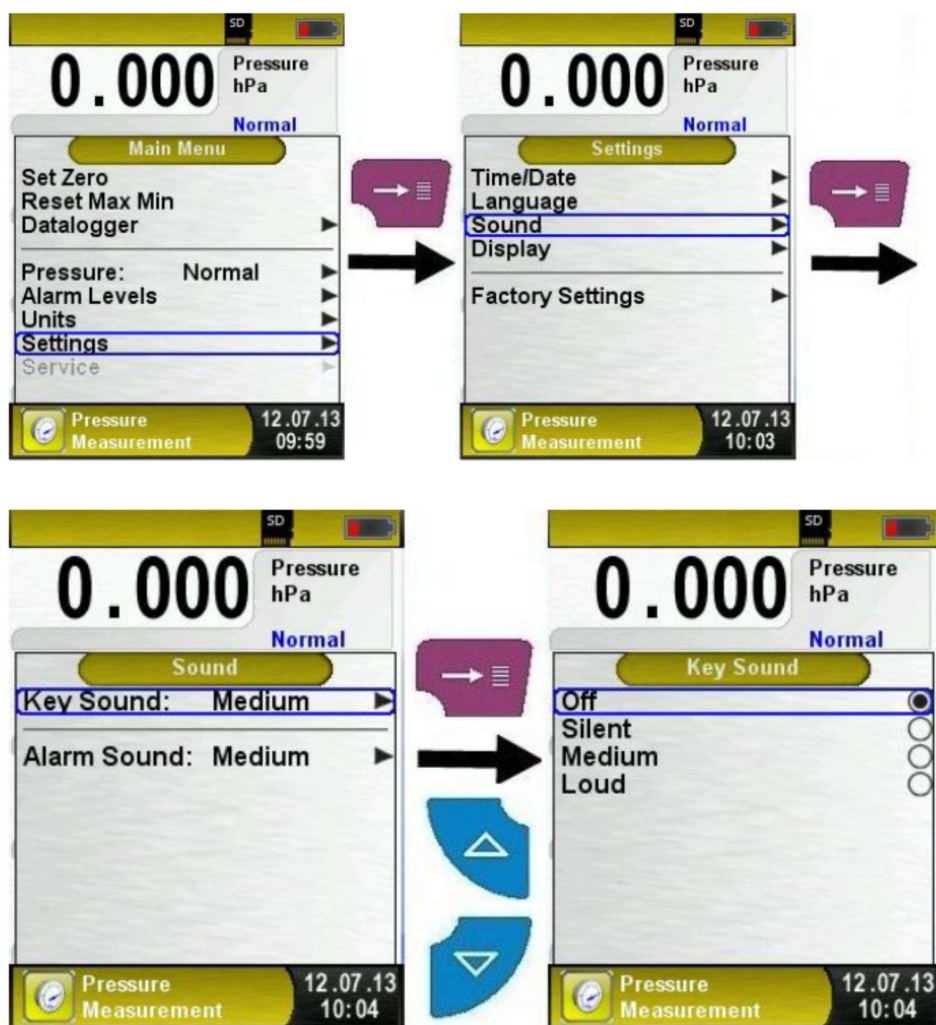 SD
0.000 Pressure
hPa
Normal
Main Menu
Set Zero
Reset Max Min
Datalogger
Pressure: Normal
Alarm Levels
Units
Settings
Service
Pressure
Measurement
12.07.13
09:59
SD
0.000 Pressure
hPa
Normal
Settings
Time/Date
Language
Sound
Display
Factory Settings
Pressure
Measurement
12.07.13
10:03
SD
0.000 Pressure
hPa
Normal
Sound
Key Sound: Medium
Alarm Sound: Medium
Pressure
Measurement
12.07.13
10:04
SD
0.000 Pressure
hPa
Normal
Key Sound
Off
Silent
Medium
Loud
Pressure
Measurement
12.07.13
10:04